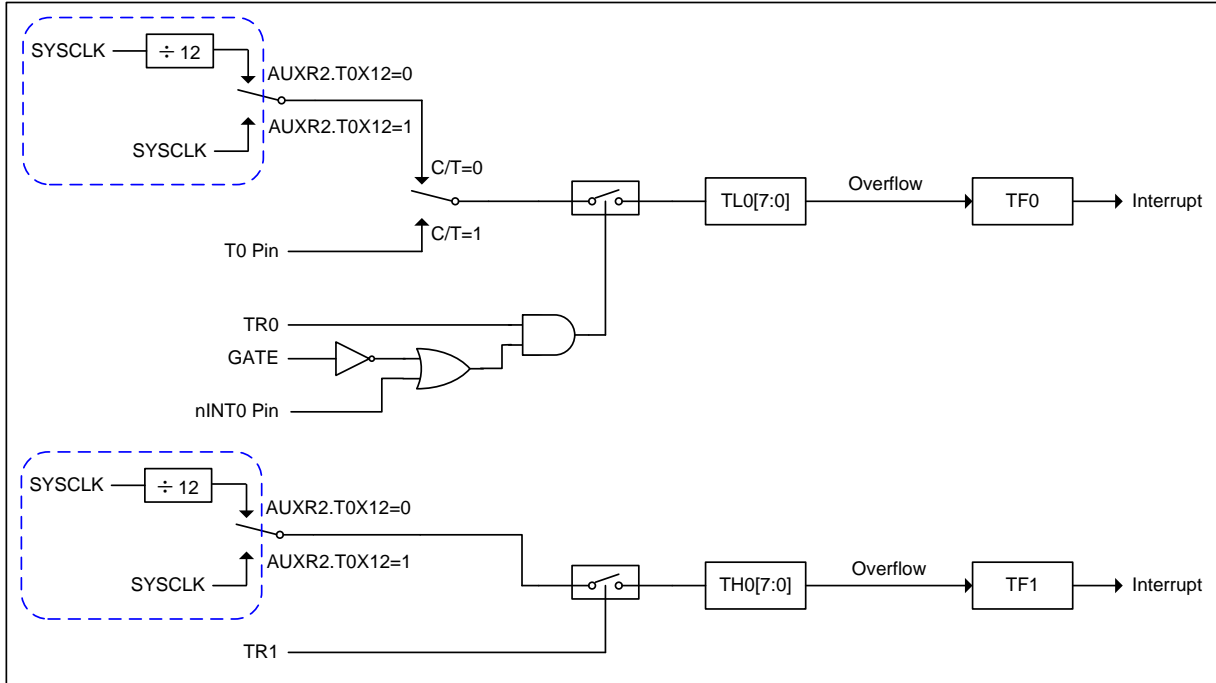 SYSCLK
÷ 12
AUXR2.T0X12=0
AUXR2.T0X12=1
SYSCLK
C/T=0
C/T=1
T0 Pin
TL0[7:0]
Overflow
TF0
Interrupt
TR0
GATE
nINT0 Pin
SYSCLK
÷ 12
AUXR2.T0X12=0
AUXR2.T0X12=1
SYSCLK
TH0[7:0]
Overflow
TF1
Interrupt
TR1